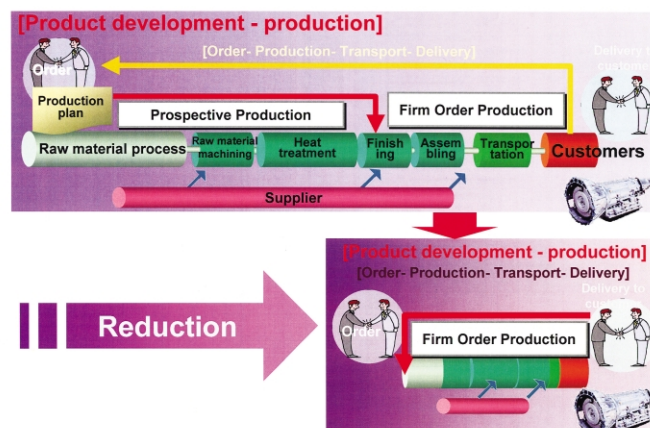 [Product development - production]
[Order- Production- Transport- Delivery]
Delivery to
customer
Order
Production
plan
Prospective Production
Firm Order Production
Raw material process
Raw material
machining
Heat
treatment
Finish
ing
Assem
bling
Transpor
tation
Customers
Supplier
[Product development - production]
[Order- Production- Transport- Delivery]
Delivery to
Order
Firm Order Production
Reduction